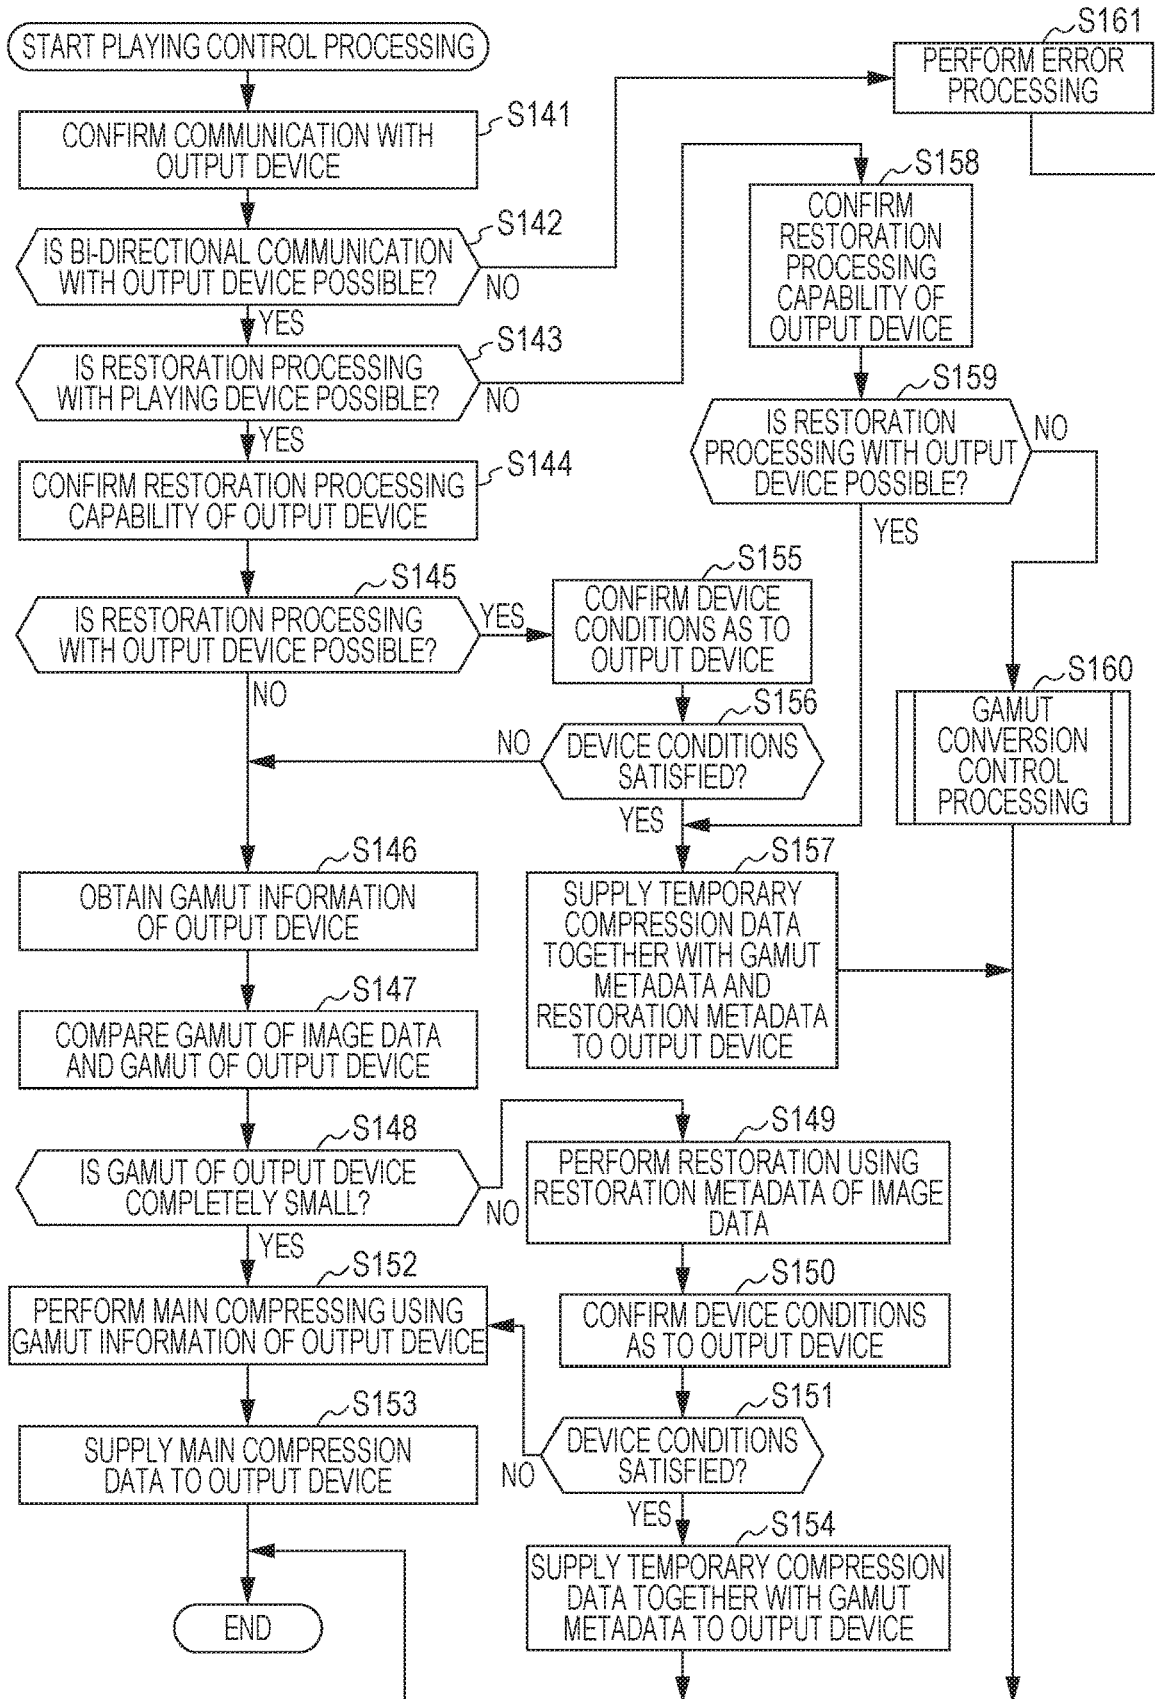 START PLAYING CONTROL PROCESSING
S141
CONFIRM COMMUNICATION WITH
OUTPUT DEVICE
S142
IS BI-DIRECTIONAL COMMUNICATION
WITH OUTPUT DEVICE POSSIBLE?
NO
YES
S143
IS RESTORATION PROCESSING
WITH PLAYING DEVICE POSSIBLE?
NO
YES
S144
CONFIRM RESTORATION PROCESSING
CAPABILITY OF OUTPUT DEVICE
S145
IS RESTORATION PROCESSING
WITH OUTPUT DEVICE POSSIBLE?
YES
NO
S155
CONFIRM DEVICE
CONDITIONS AS TO
OUTPUT DEVICE
S156
DEVICE CONDITIONS
SATISFIED?
NO
YES
S161
PERFORM ERROR
PROCESSING
S158
CONFIRM
RESTORATION
PROCESSING
CAPABILITY OF
OUTPUT DEVICE
S159
IS RESTORATION
PROCESSING WITH OUTPUT
DEVICE POSSIBLE?
NO
YES
S160
GAMUT
CONVERSION
CONTROL
PROCESSING
S157
SUPPLY TEMPORARY
COMPRESSION DATA
TOGETHER WITH GAMUT
METADATA AND
RESTORATION METADATA
TO OUTPUT DEVICE
S146
OBTAIN GAMUT INFORMATION
OF OUTPUT DEVICE
S147
COMPARE GAMUT OF IMAGE DATA
AND GAMUT OF OUTPUT DEVICE
S148
IS GAMUT OF OUTPUT DEVICE
COMPLETELY SMALL?
NO
YES
S149
PERFORM RESTORATION USING
RESTORATION METADATA OF IMAGE
DATA
S150
CONFIRM DEVICE CONDITIONS
AS TO OUTPUT DEVICE
S151
DEVICE CONDITIONS
SATISFIED?
NO
YES
S152
PERFORM MAIN COMPRESSING USING
GAMUT INFORMATION OF OUTPUT DEVICE
S153
SUPPLY MAIN COMPRESSION
DATA TO OUTPUT DEVICE
S154
SUPPLY TEMPORARY COMPRESSION
DATA TOGETHER WITH GAMUT
METADATA TO OUTPUT DEVICE
END